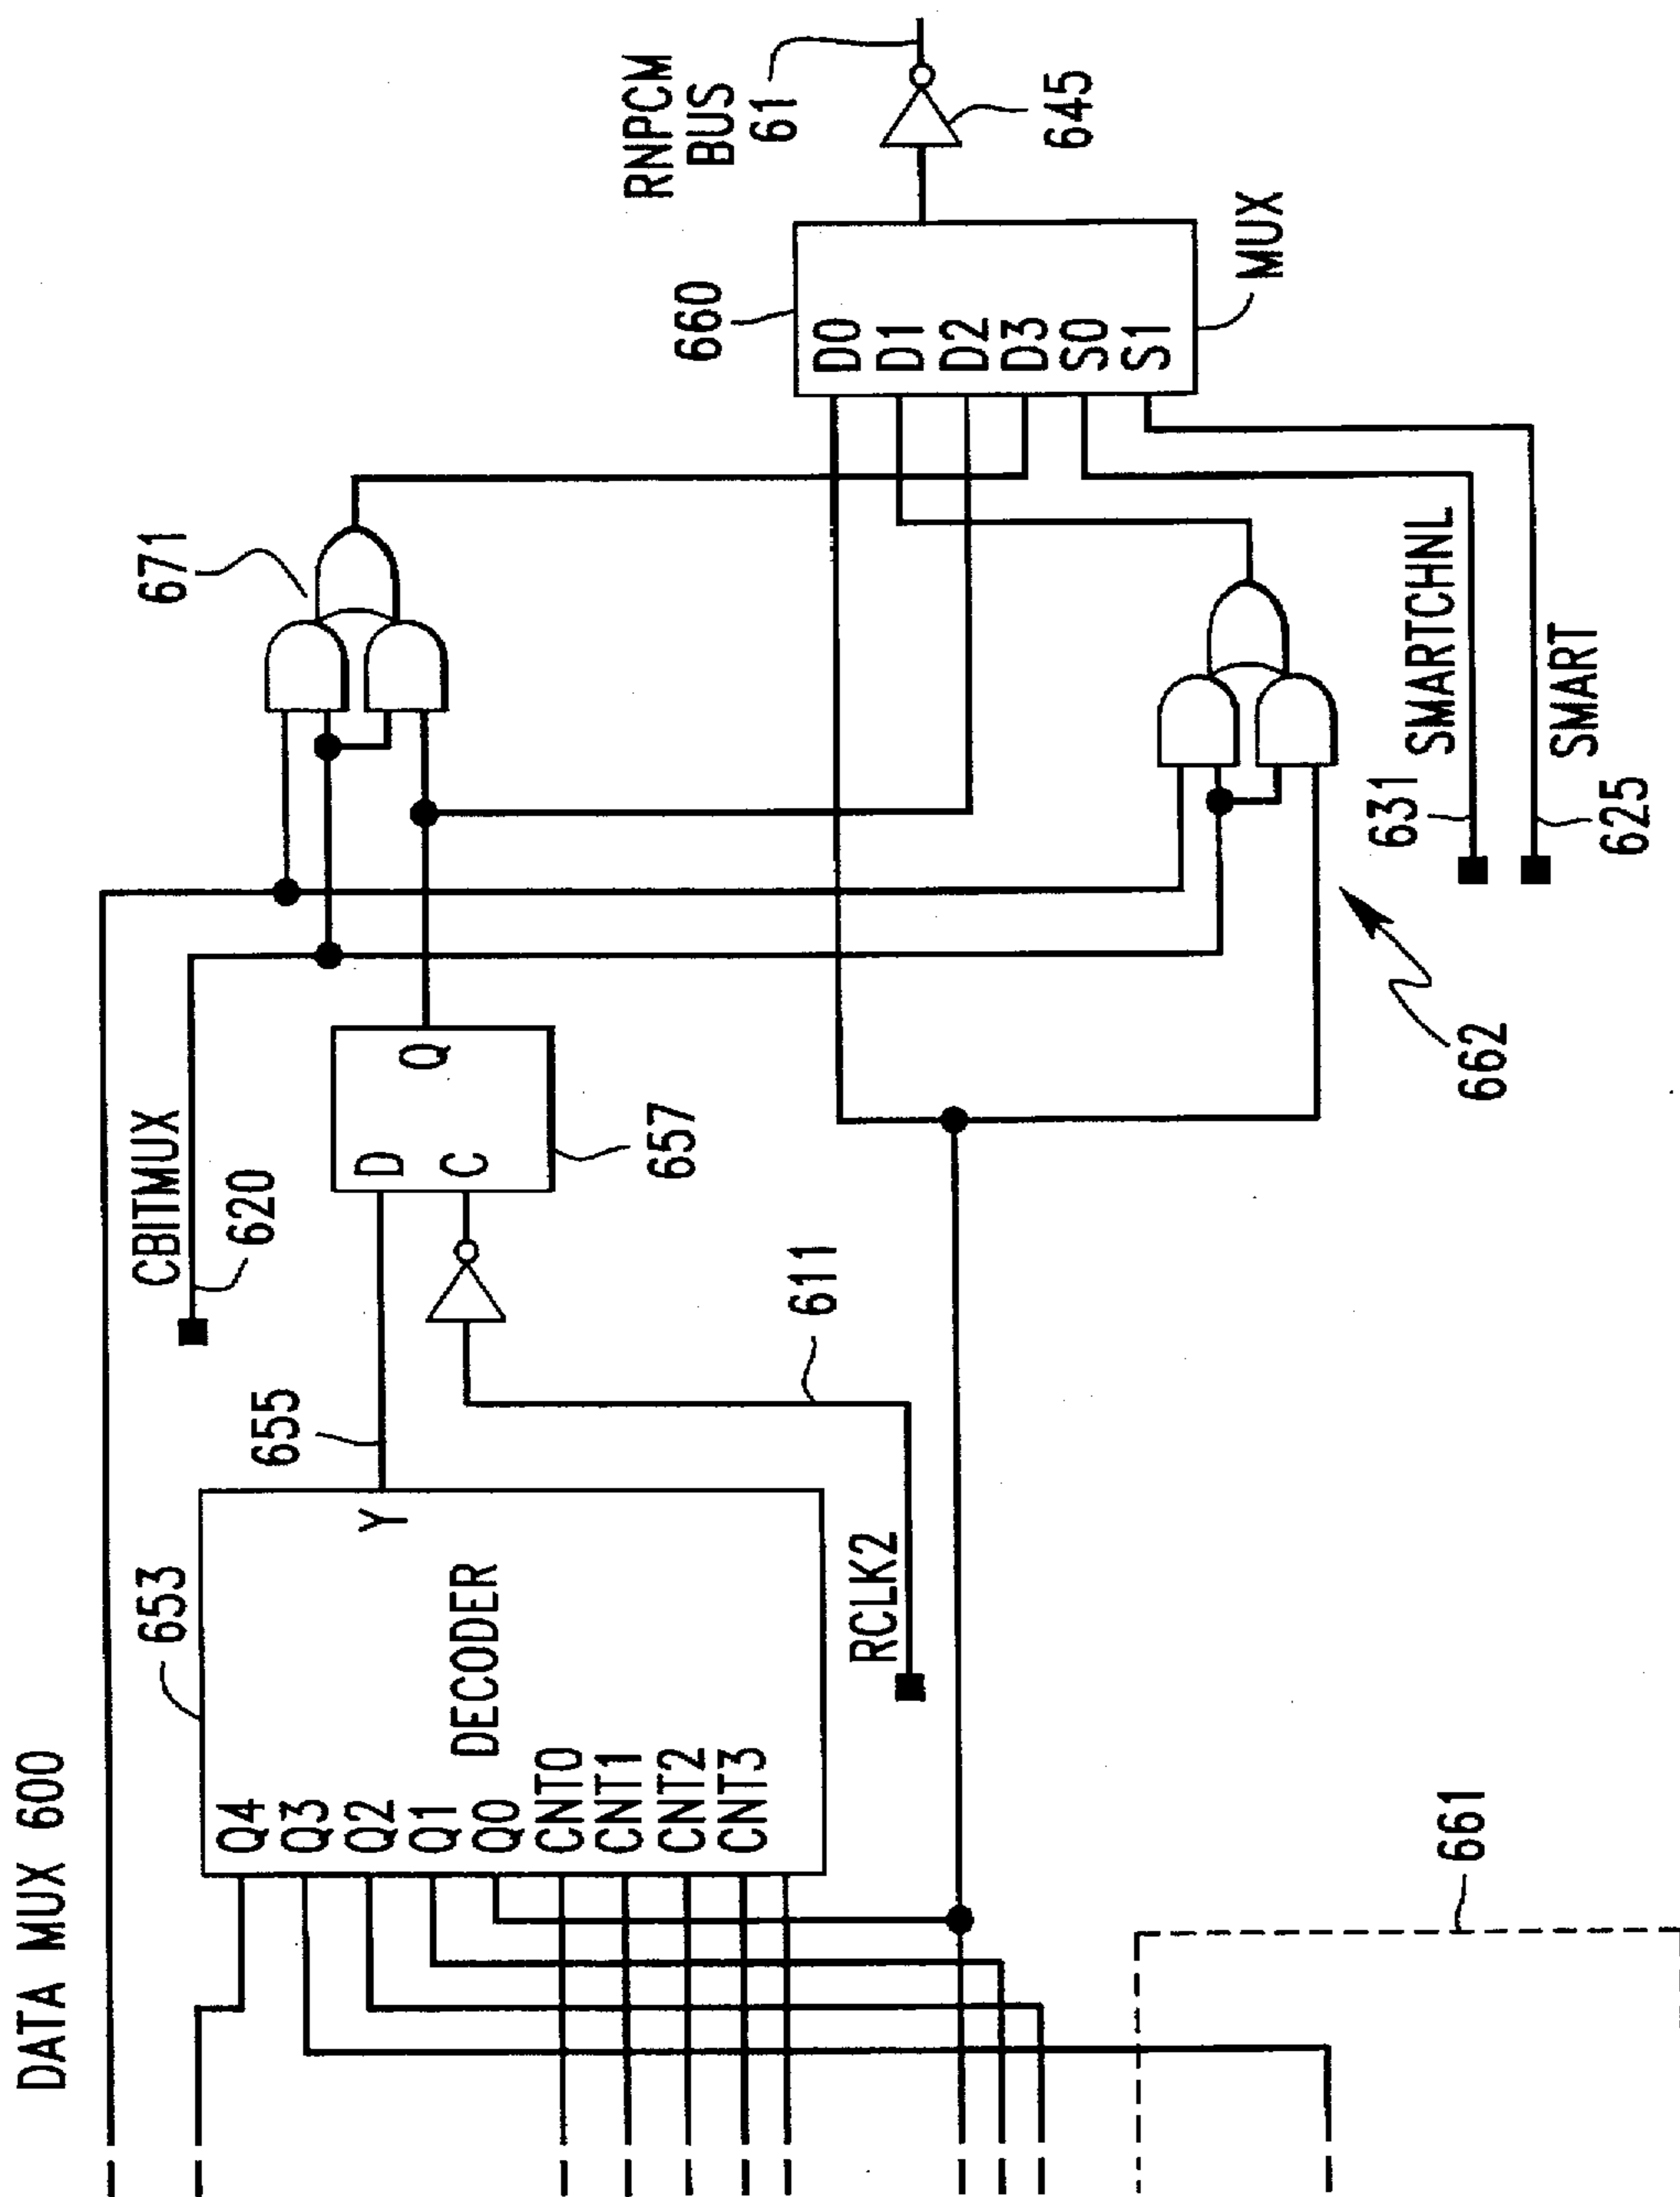 DATA MUX 600
653
Q4
Q3
Q2
Q1
Q0
CNT0
CNT1
CNT2
CNT3
DECODER
Y
655
RCLK2
611
CBITMUX
620
D
C
Q
657
671
660
D0
D1
D2
D3
S0
S1
MUX
RNPCM
BUS
61
645
631
SMARTCHNL
SMART
625
662
661